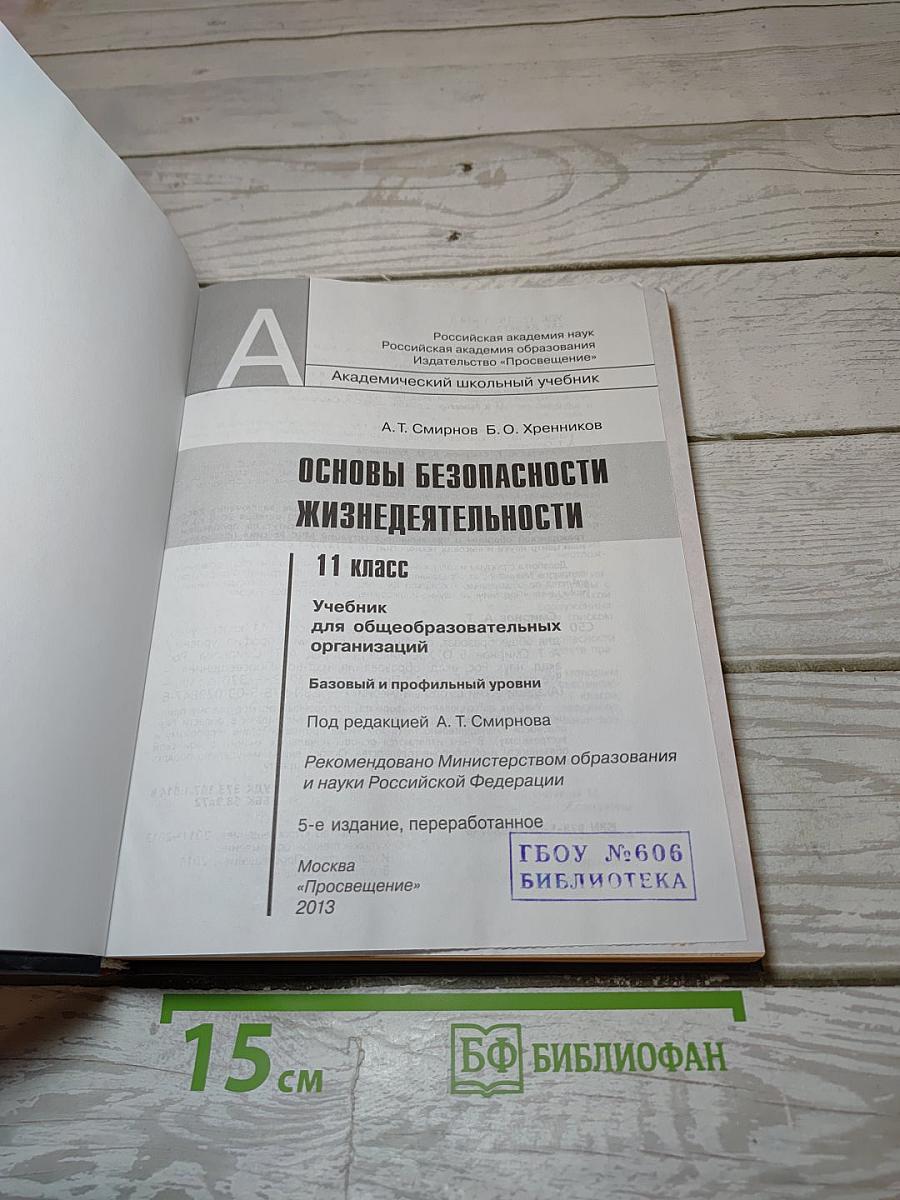 А
Российская академия наук
Российская академия образования
Издательство «Просвещение»
Академический школьный учебник
А. Т. Смирнов Б. О. Хренников
ОСНОВЫ БЕЗОПАСНОСТИ
ЖИЗНЕДЕЯТЕЛЬНОСТИ
11 класс
Учебник
для общеобразовательных
организаций
Базовый и профильный уровни
Под редакцией А. Т. Смирнова
Рекомендовано Министерством образования
и науки Российской Федерации
5-е издание, переработанное
Москва
«Просвещение»
2013
ГБОУ №606
БИБЛИОТЕКА
15 см
БФ БИБЛИОФАН